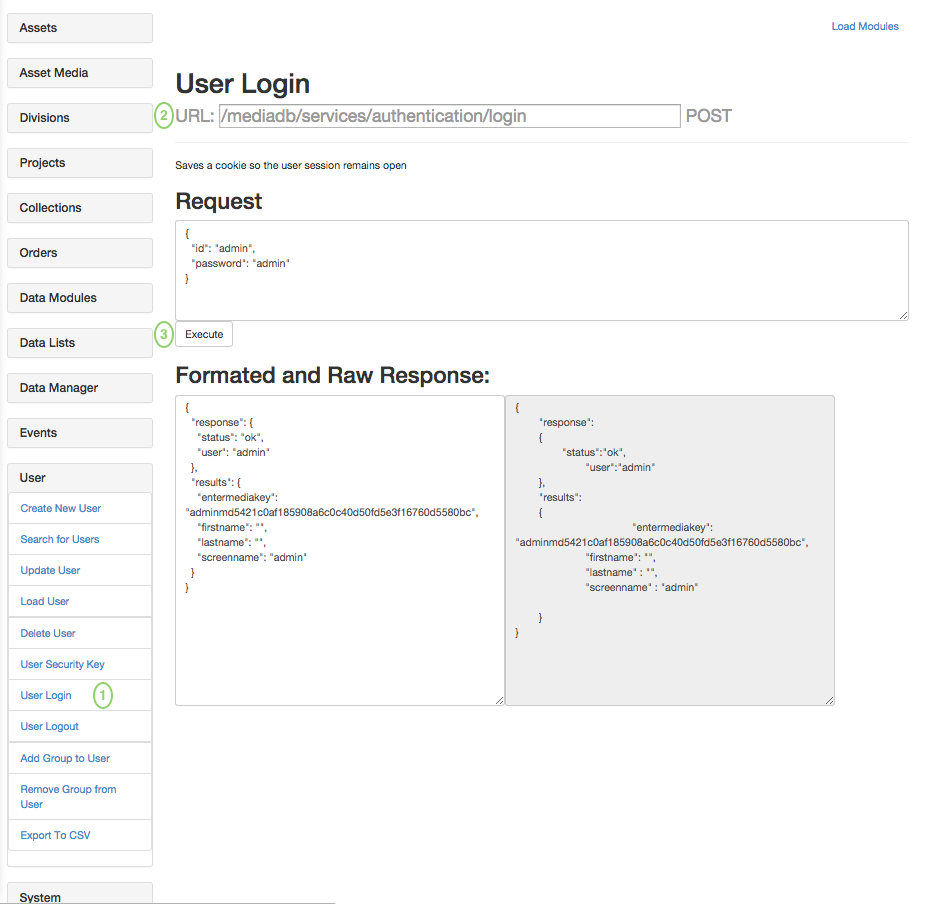 Assets
Asset Media
Divisions
Projects
Collections
Orders
Data Modules
Data Lists
Data Manager
Events
User
Create New User
Search for Users
Update User
Load User
Delete User
User Security Key
User Login 1
User Logout
Add Group to User
Remove Group from
User
Export To CSV
System
Load Modules
User Login
2 URL: /mediadb/services/authentication/login POST
Saves a cookie so the user session remains open
Request
{
"id": "admin",
"password": "admin"
}
3 Execute
Formated and Raw Response:
{
"response": {
"status": "ok",
"user": "admin"
},
"results": {
"entermediakey":
"adminmd5421c0af185908a6c0c40d50fd5e3f16760d5580bc",
"firstname": "",
"lastname": "",
"screenname": "admin"
}
}
{
"response":
{
"status":"ok",
"user":"admin"
},
"results":
{
"entermediakey":
"adminmd5421c0af185908a6c0c40d50fd5e3f16760d5580bc",
"firstname": "",
"lastname" : "",
"screenname" : "admin"
}
}